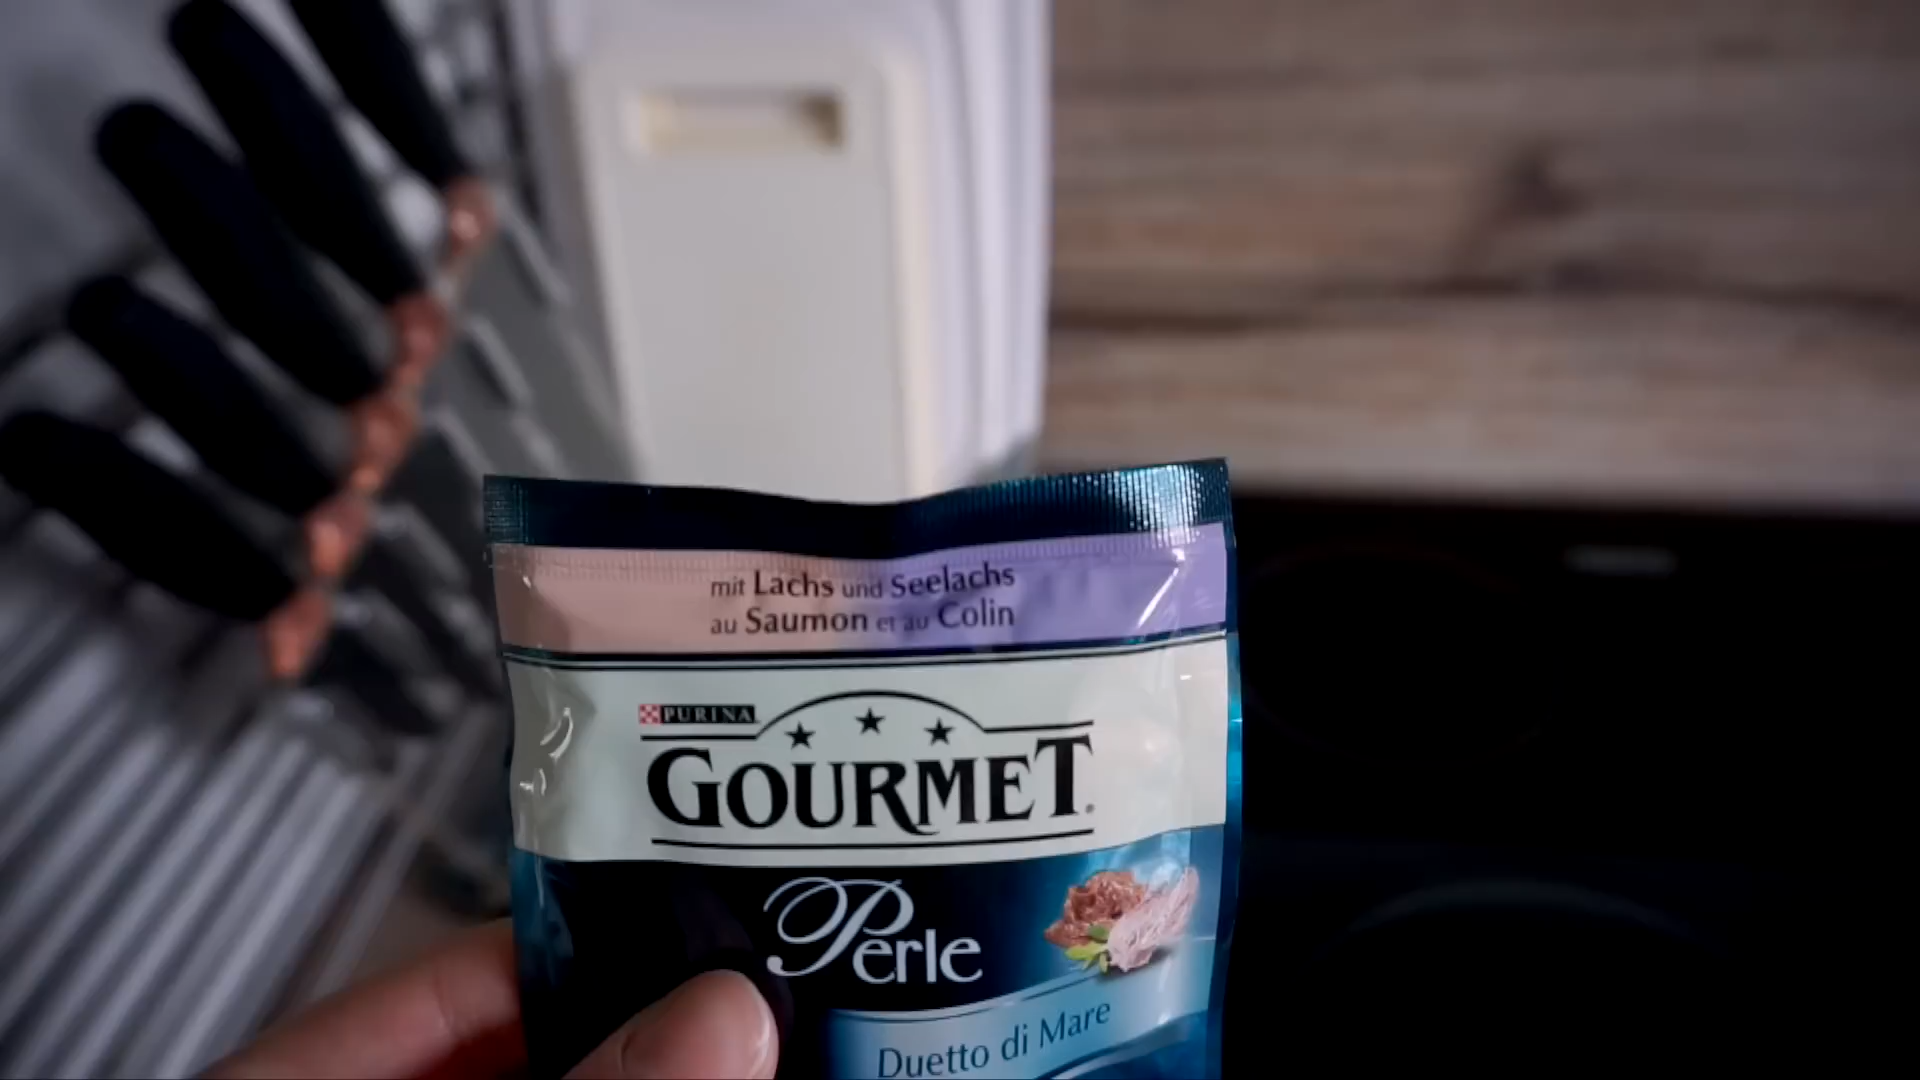 mit Lachs und Seelachs
au Saumon et au Colin
PURINA
GOURMET
Perle
Duetto di Mare